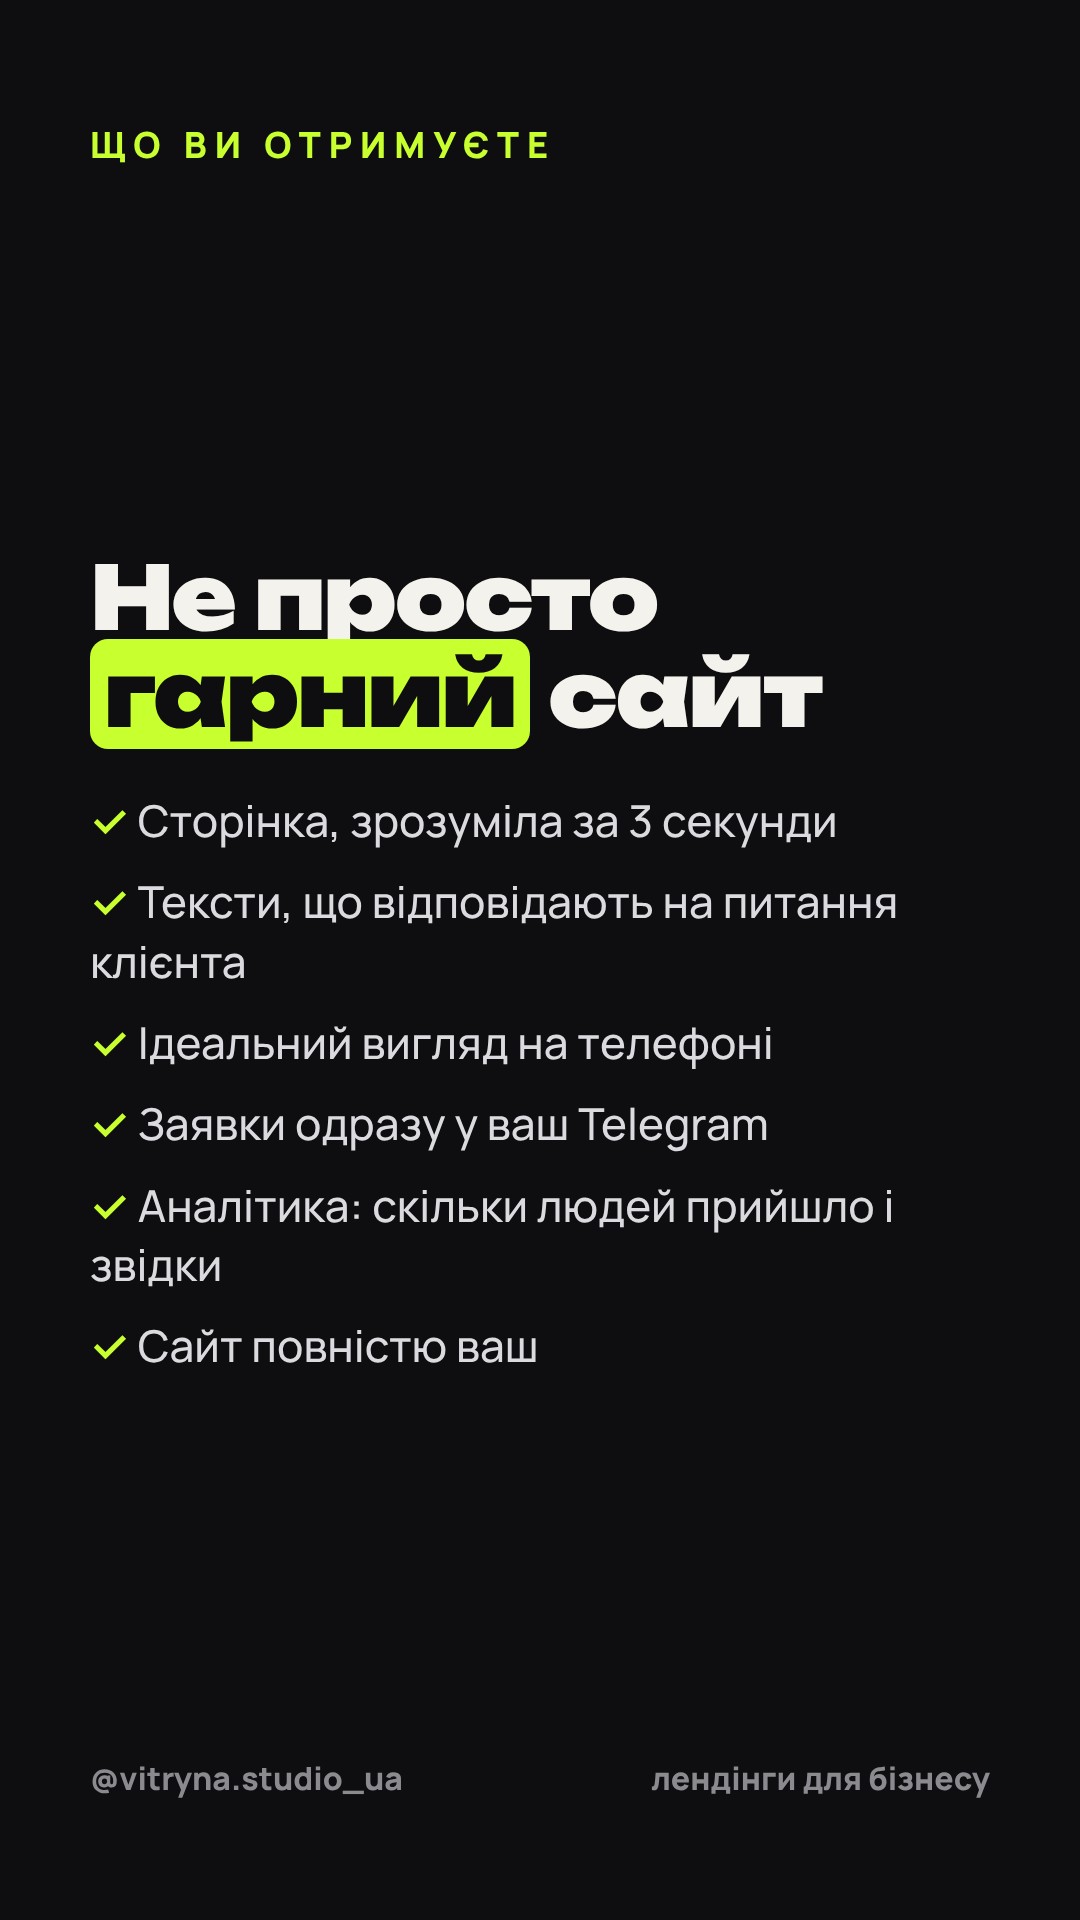 ЩО ВИ ОТРИМУЄТЕ
Не просто
гарний сайт
✓ Сторінка, зрозуміла за 3 секунди
✓ Тексти, що відповідають на питання
клієнта
✓ Ідеальний вигляд на телефоні
✓ Заявки одразу у ваш Telegram
✓ Аналітика: скільки людей прийшло і
звідки
✓ Сайт повністю ваш
@vitryna.studio_ua
лендінги для бізнесу